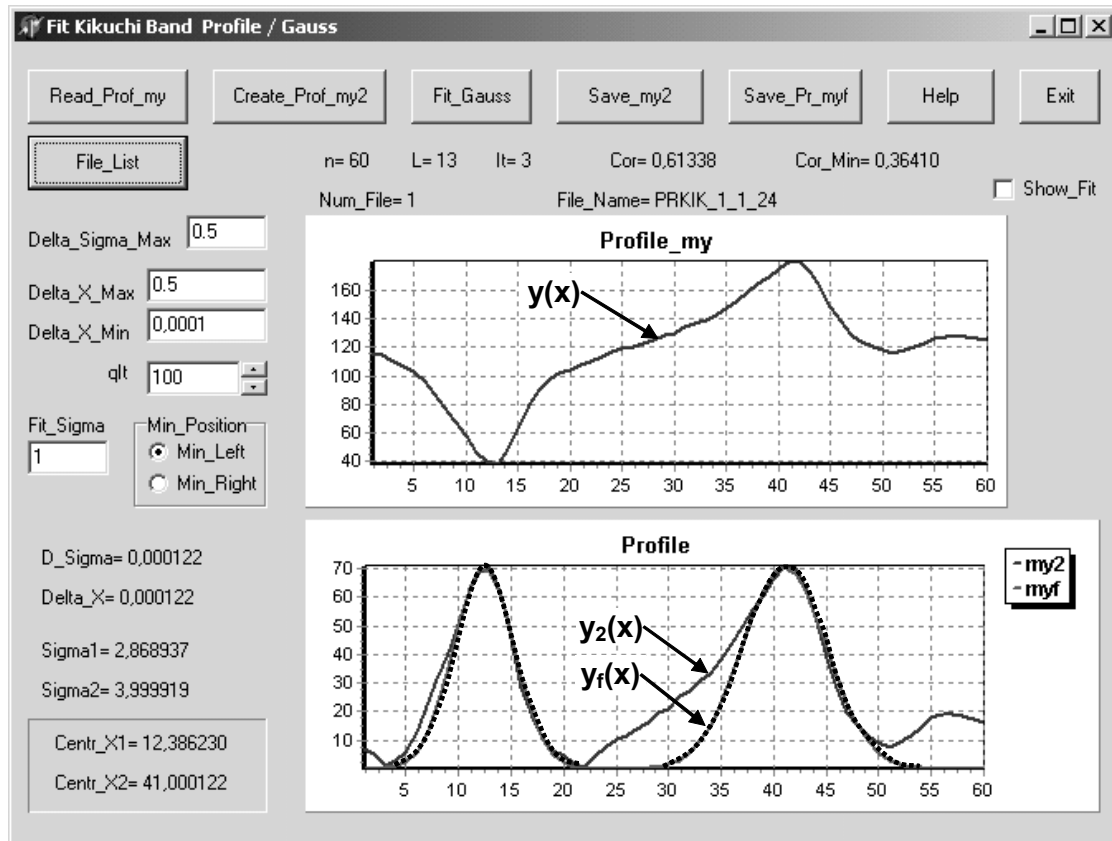 Fit Kikuchi Band Profile / Gauss
Read_Prof_my Create_Prof_my2 Fit_Gauss Save_my2 Save_Pr_myf Help Exit
File_List n= 60 L= 13 It= 3 Cor= 0,61338 Cor_Min= 0,36410
Num_File= 1 File_Name= PRKIK_1_1_24 Show_Fit
Delta_Sigma_Max 0.5
Delta_X_Max 0.5
Delta_X_Min 0,0001
qIt 100
Fit_Sigma
1
Min_Position
Min_Left
Min_Right
Profile_my
y(x)
160
140
120
100
80
60
40
5 10 15 20 25 30 35 40 45 50 55 60
D_Sigma= 0,000122
Delta_X= 0,000122
Sigma1= 2,868937
Sigma2= 3,999919
Centr_X1= 12,386230
Centr_X2= 41,000122
Profile
my2
myf
y₂(x)
y_f(x)
70
60
50
40
30
20
10
5 10 15 20 25 30 35 40 45 50 55 60